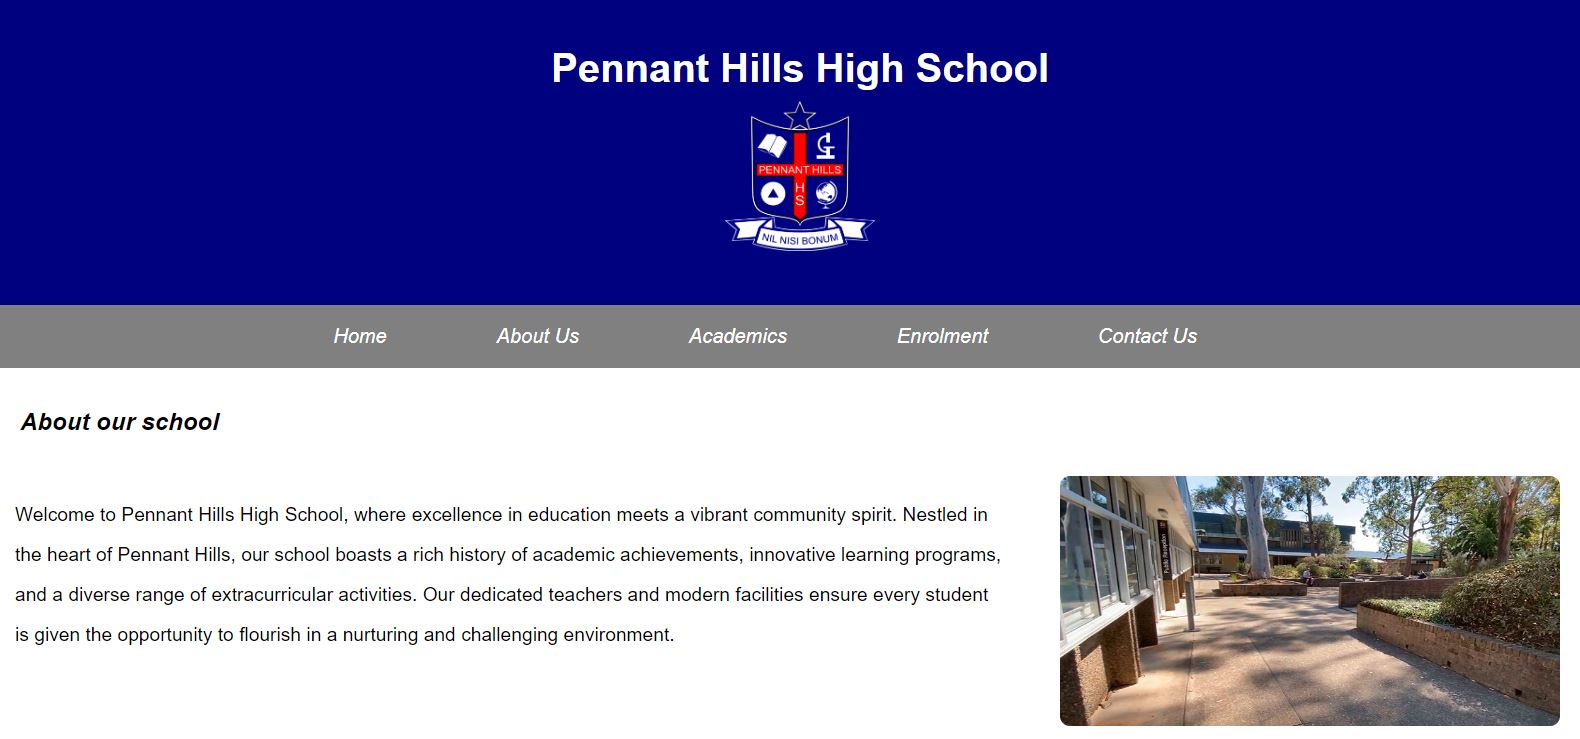 Pennant Hills High School
PENNANT HILLS
H
S
NIL NISI BONUM
Home About Us Academics Enrolment Contact Us
About our school
Welcome to Pennant Hills High School, where excellence in education meets a vibrant community spirit. Nestled in
the heart of Pennant Hills, our school boasts a rich history of academic achievements, innovative learning programs,
and a diverse range of extracurricular activities. Our dedicated teachers and modern facilities ensure every student
is given the opportunity to flourish in a nurturing and challenging environment.
Public Reception